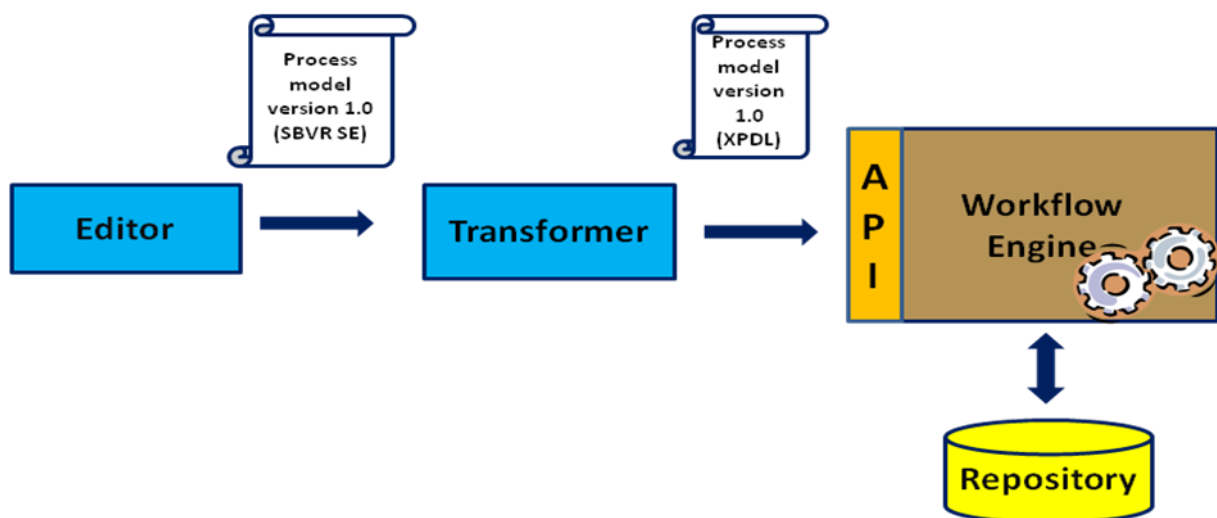 Process
model
version 1.0
(SBVR SE)
Process
model
version
1.0
(XPDL)
Editor
Transformer
A
P
I
Workflow
Engine
Repository